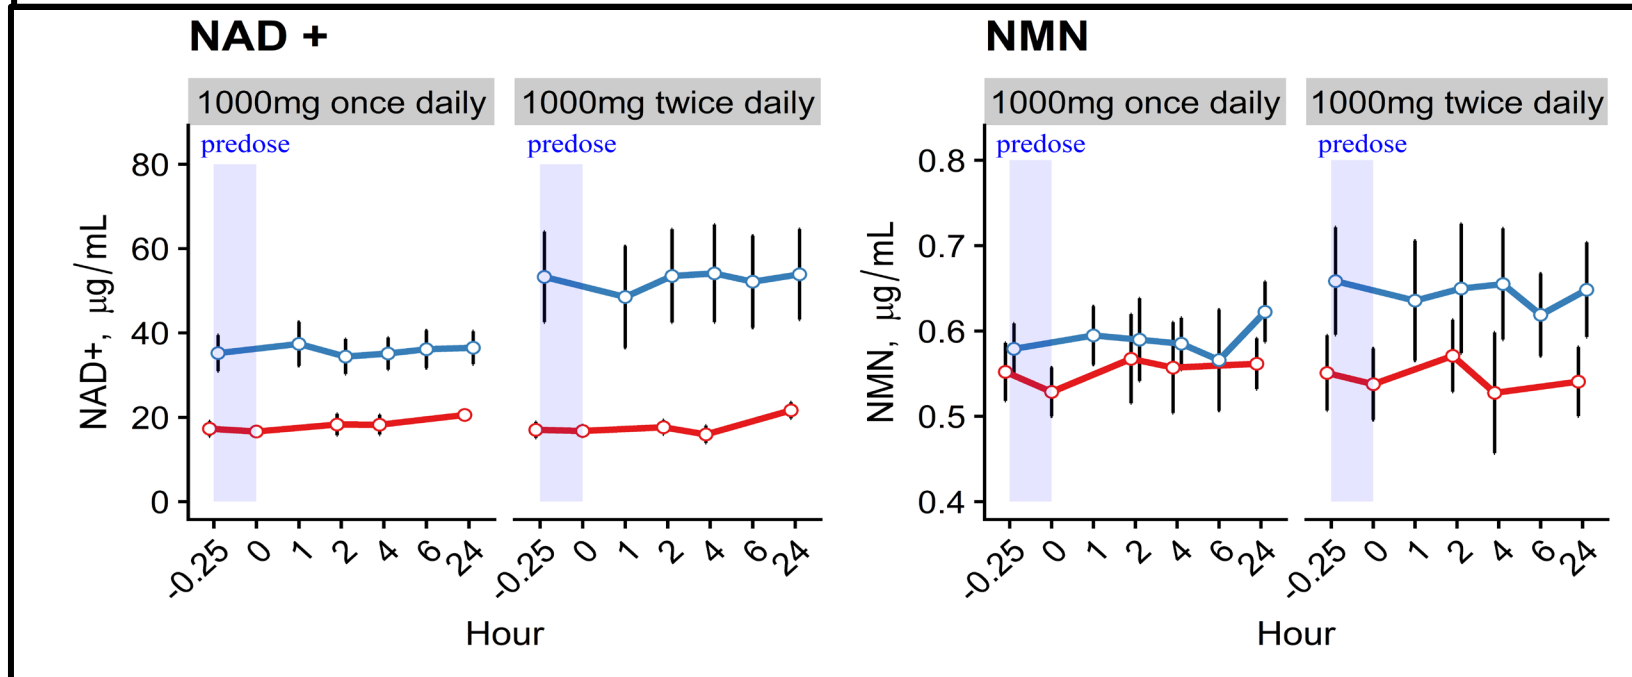 NAD +
NMN
1000mg once daily
1000mg twice daily
1000mg once daily
1000mg twice daily
predose
predose
predose
predose
NAD+, μg/mL
80
60
40
20
0
NMN, μg/mL
0.8
0.7
0.6
0.5
0.4
-0.25 0 1 2 4 6 24
-0.25 0 1 2 4 6 24
-0.25 0 1 2 4 6 24
-0.25 0 1 2 4 6 24
Hour
Hour